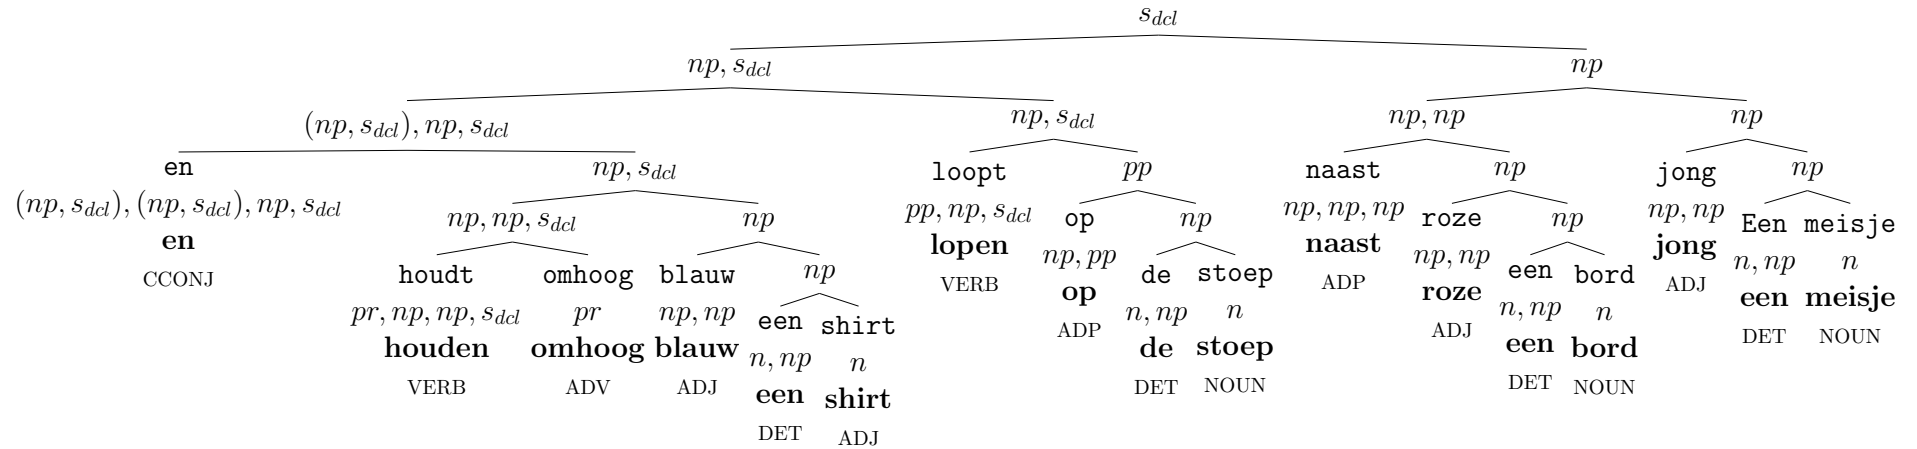 s_dcl
np, s_dcl np
(np, s_dcl), np, s_dcl np, s_dcl np, np np
en np, s_dcl loopt pp naast np jong np
(np, s_dcl), (np, s_dcl), np, s_dcl np, np, s_dcl np pp, np, s_dcl op np np, np, np roze np np, np Een meisje
en houdt omhoog blauw np lopen np, pp de stoep naast np, np een bord jong n, np n
CCONJ pr, np, np, s_dcl pr np, np een shirt VERB op n, np n ADP roze n, np n ADJ een meisje
houden omhoog blauw n, np n ADP de stoep ADJ een bord DET NOUN
VERB ADV ADJ een shirt DET NOUN DET NOUN
DET ADJ